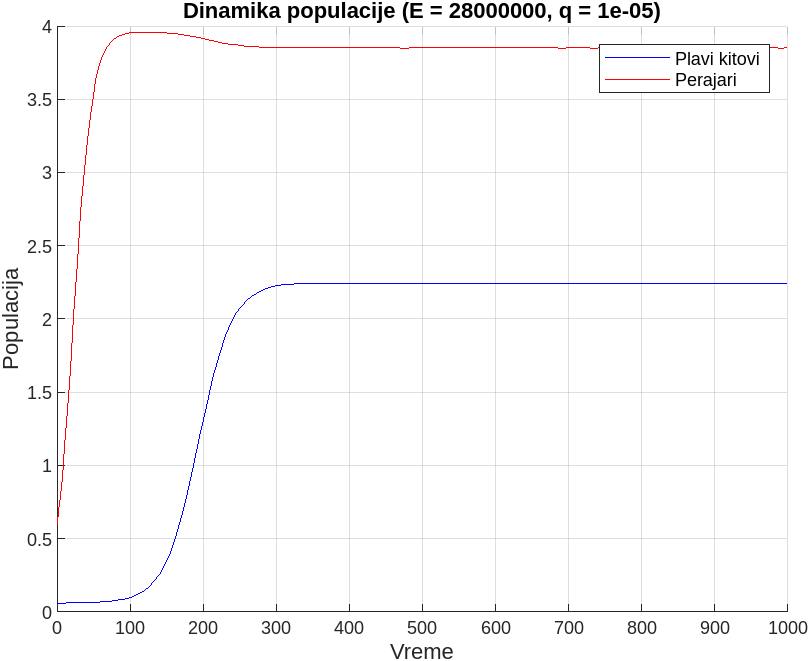 Dinamika populacije (E = 28000000, q = 1e-05)
4
3.5
3
2.5
2
1.5
1
0.5
0
Populacija
Plavi kitovi
Perajari
0 100 200 300 400 500 600 700 800 900 1000
Vreme